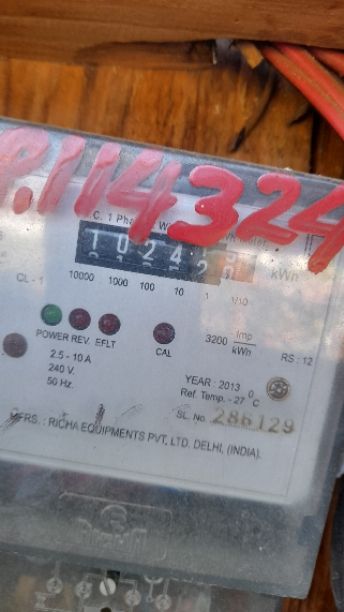 P.114324
A.C. 1 Pha
1024
kWh
CL - 1 10000 1000 100 10 1 1/10
POWER REV. EFLT
CAL
3200 Imp/kWh
RS : 12
2.5 - 10 A
240 V.
50 Hz.
YEAR : 2013
Ref. Temp. - 27 °C
SL. No. 286129
MFRS. : RICHA EQUIPMENTS PVT. LTD. DELHI, (INDIA).